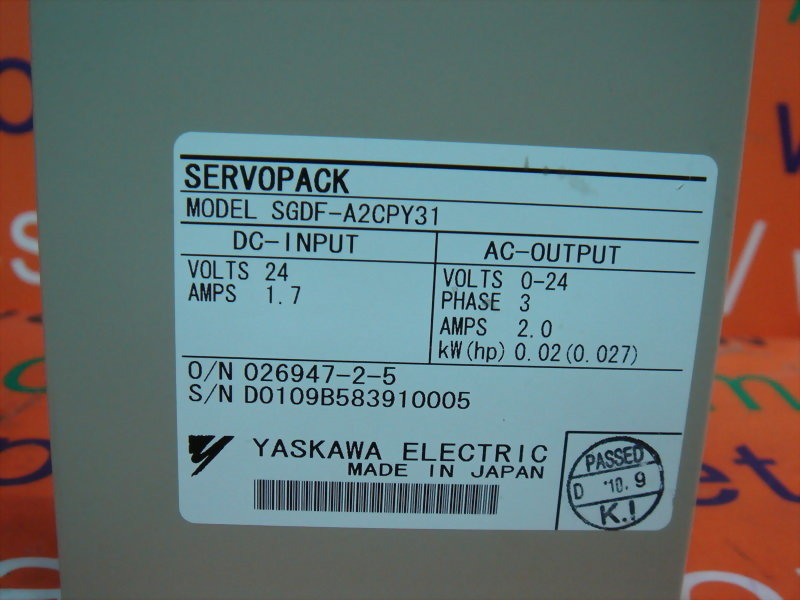 SERVOPACK
MODEL SGDF-A2CPY31
DC-INPUT
VOLTS 24
AMPS 1.7
AC-OUTPUT
VOLTS 0-24
PHASE 3
AMPS 2.0
kW(hp) 0.02(0.027)
O/N 026947-2-5
S/N D0109B583910005
YASKAWA ELECTRIC
MADE IN JAPAN
PASSED
D '10.9
K.I